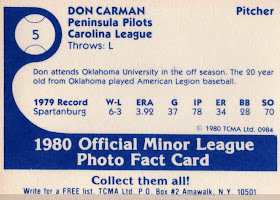 DON CARMAN Pitcher
5 Peninsula Pilots
Carolina League
Throws: L
Don attends Oklahoma University in the off season. The 20 year
old from Oklahoma played American Legion baseball.
1979 Record W-L ERA G IP H ER BB SO
Spartanburg 6-3 3.92 37 78 78 34 28 70
© 1980 TCMA Ltd. 0984
1980 Official Minor League
Photo Fact Card
Collect them all!
Write for a FREE list. TCMA Ltd. P.O. Box #2 Amawalk, N.Y. 10501